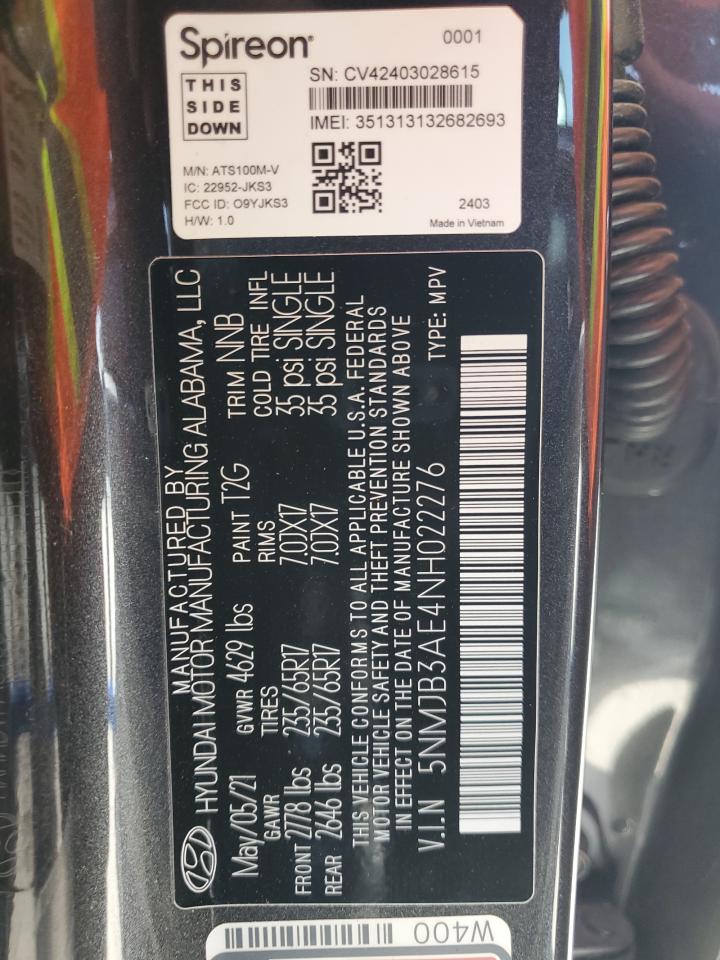 Spireon®
0001
THIS
SIDE
DOWN
SN: CV42403028615
IMEI: 351313132682693
M/N: ATS100M-V
IC: 22952-JKS3
FCC ID: O9YJKS3
H/W: 1.0
2403
Made in Vietnam
MANUFACTURED BY
HYUNDAI MOTOR MANUFACTURING ALABAMA, LLC
May/05/21 GVWR 4629 lbs PAINT T2G TRIM NNB
GAWR TIRES RIMS COLD TIRE INFL
FRONT 2778 lbs 235/65R17 7.0JX17 35 psi SINGLE
REAR 2646 lbs 235/65R17 7.0JX17 35 psi SINGLE
THIS VEHICLE CONFORMS TO ALL APPLICABLE U.S.A. FEDERAL
MOTOR VEHICLE SAFETY AND THEFT PREVENTION STANDARDS
IN EFFECT ON THE DATE OF MANUFACTURE SHOWN ABOVE
V.I.N 5NMJB3AE4NH022276 TYPE: MPV
W400